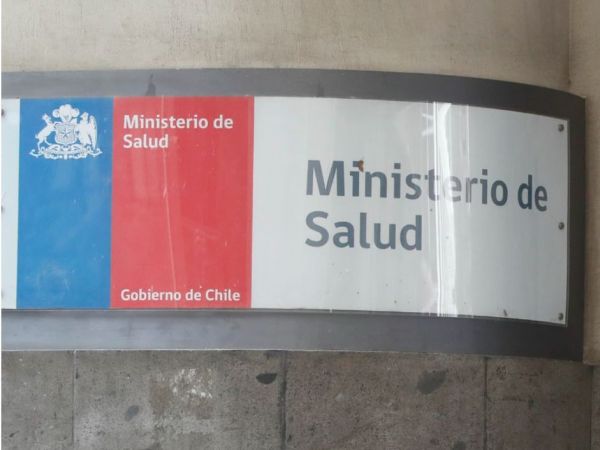 Ministerio de
Salud
Gobierno de Chile
Ministerio de
Salud